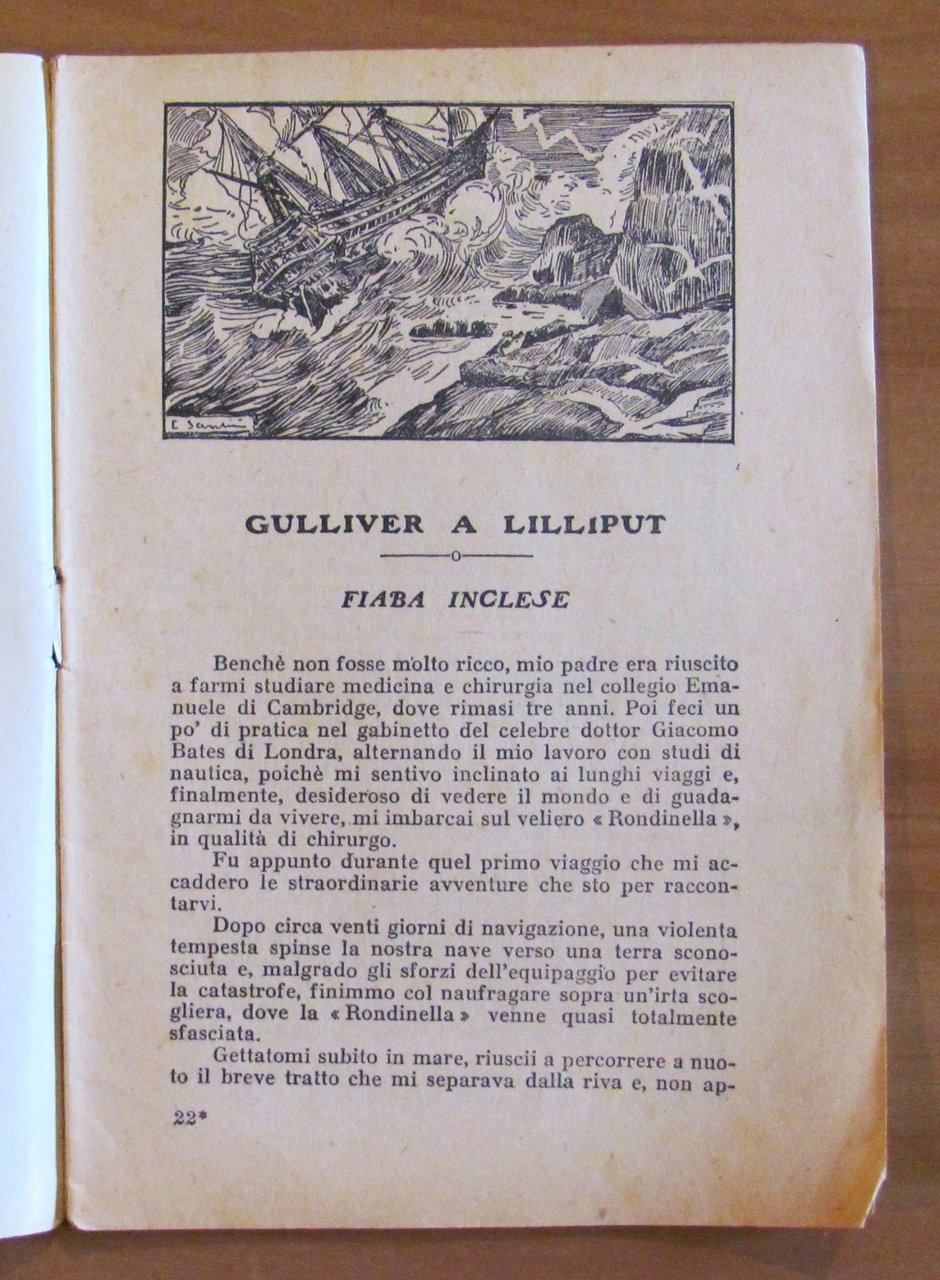 E Santini
GULLIVER A LILLIPUT
FIABA INGLESE
Benchè non fosse molto ricco, mio padre era riuscito
a farmi studiare medicina e chirurgia nel collegio Ema-
nuele di Cambridge, dove rimasi tre anni. Poi feci un
po' di pratica nel gabinetto del celebre dottor Giacomo
Bates di Londra, alternando il mio lavoro con studi di
nautica, poichè mi sentivo inclinato ai lunghi viaggi e,
finalmente, desideroso di vedere il mondo e di guada-
gnarmi da vivere, mi imbarcai sul veliero « Rondinella »,
in qualità di chirurgo.
Fu appunto durante quel primo viaggio che mi ac-
caddero le straordinarie avventure che sto per raccon-
tarvi.
Dopo circa venti giorni di navigazione, una violenta
tempesta spinse la nostra nave verso una terra scono-
sciuta e, malgrado gli sforzi dell'equipaggio per evitare
la catastrofe, finimmo col naufragare sopra un'irta sco-
gliera, dove la « Rondinella » venne quasi totalmente
sfasciata.
Gettatomi subito in mare, riuscii a percorrere a nuo-
to il breve tratto che mi separava dalla riva e, non ap-
22*